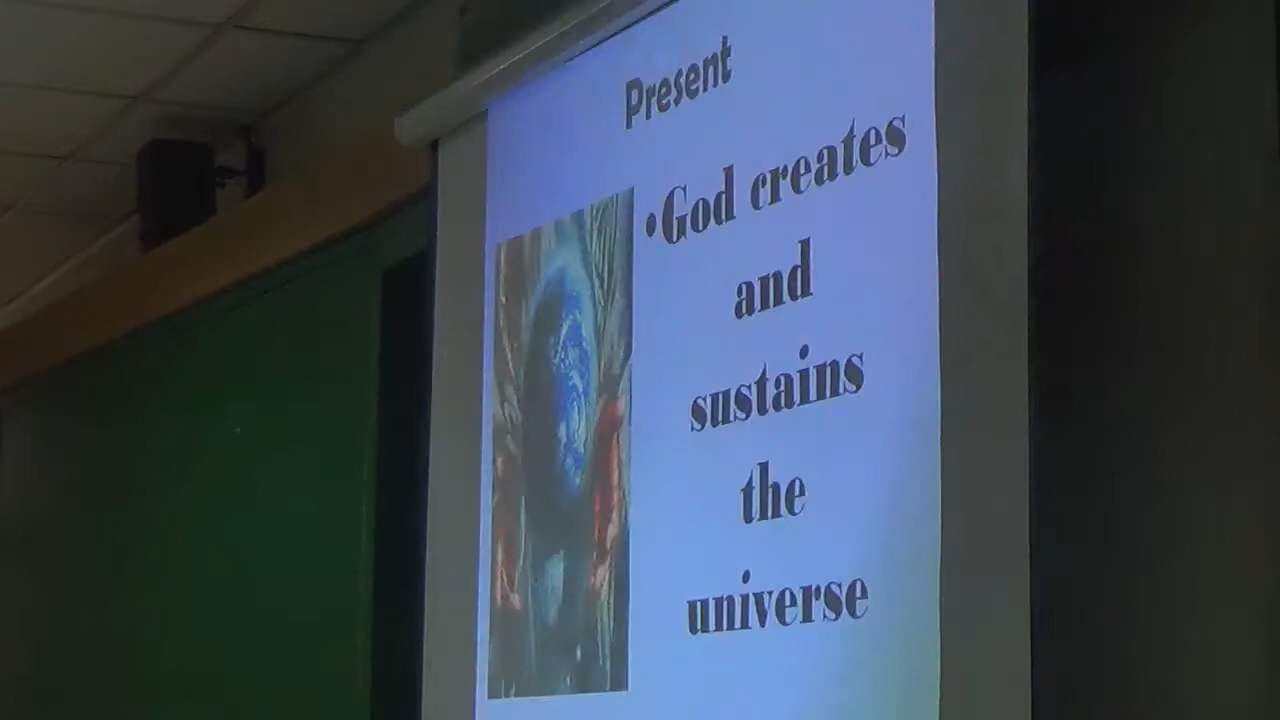 Present
•God creates
and
sustains
the
universe